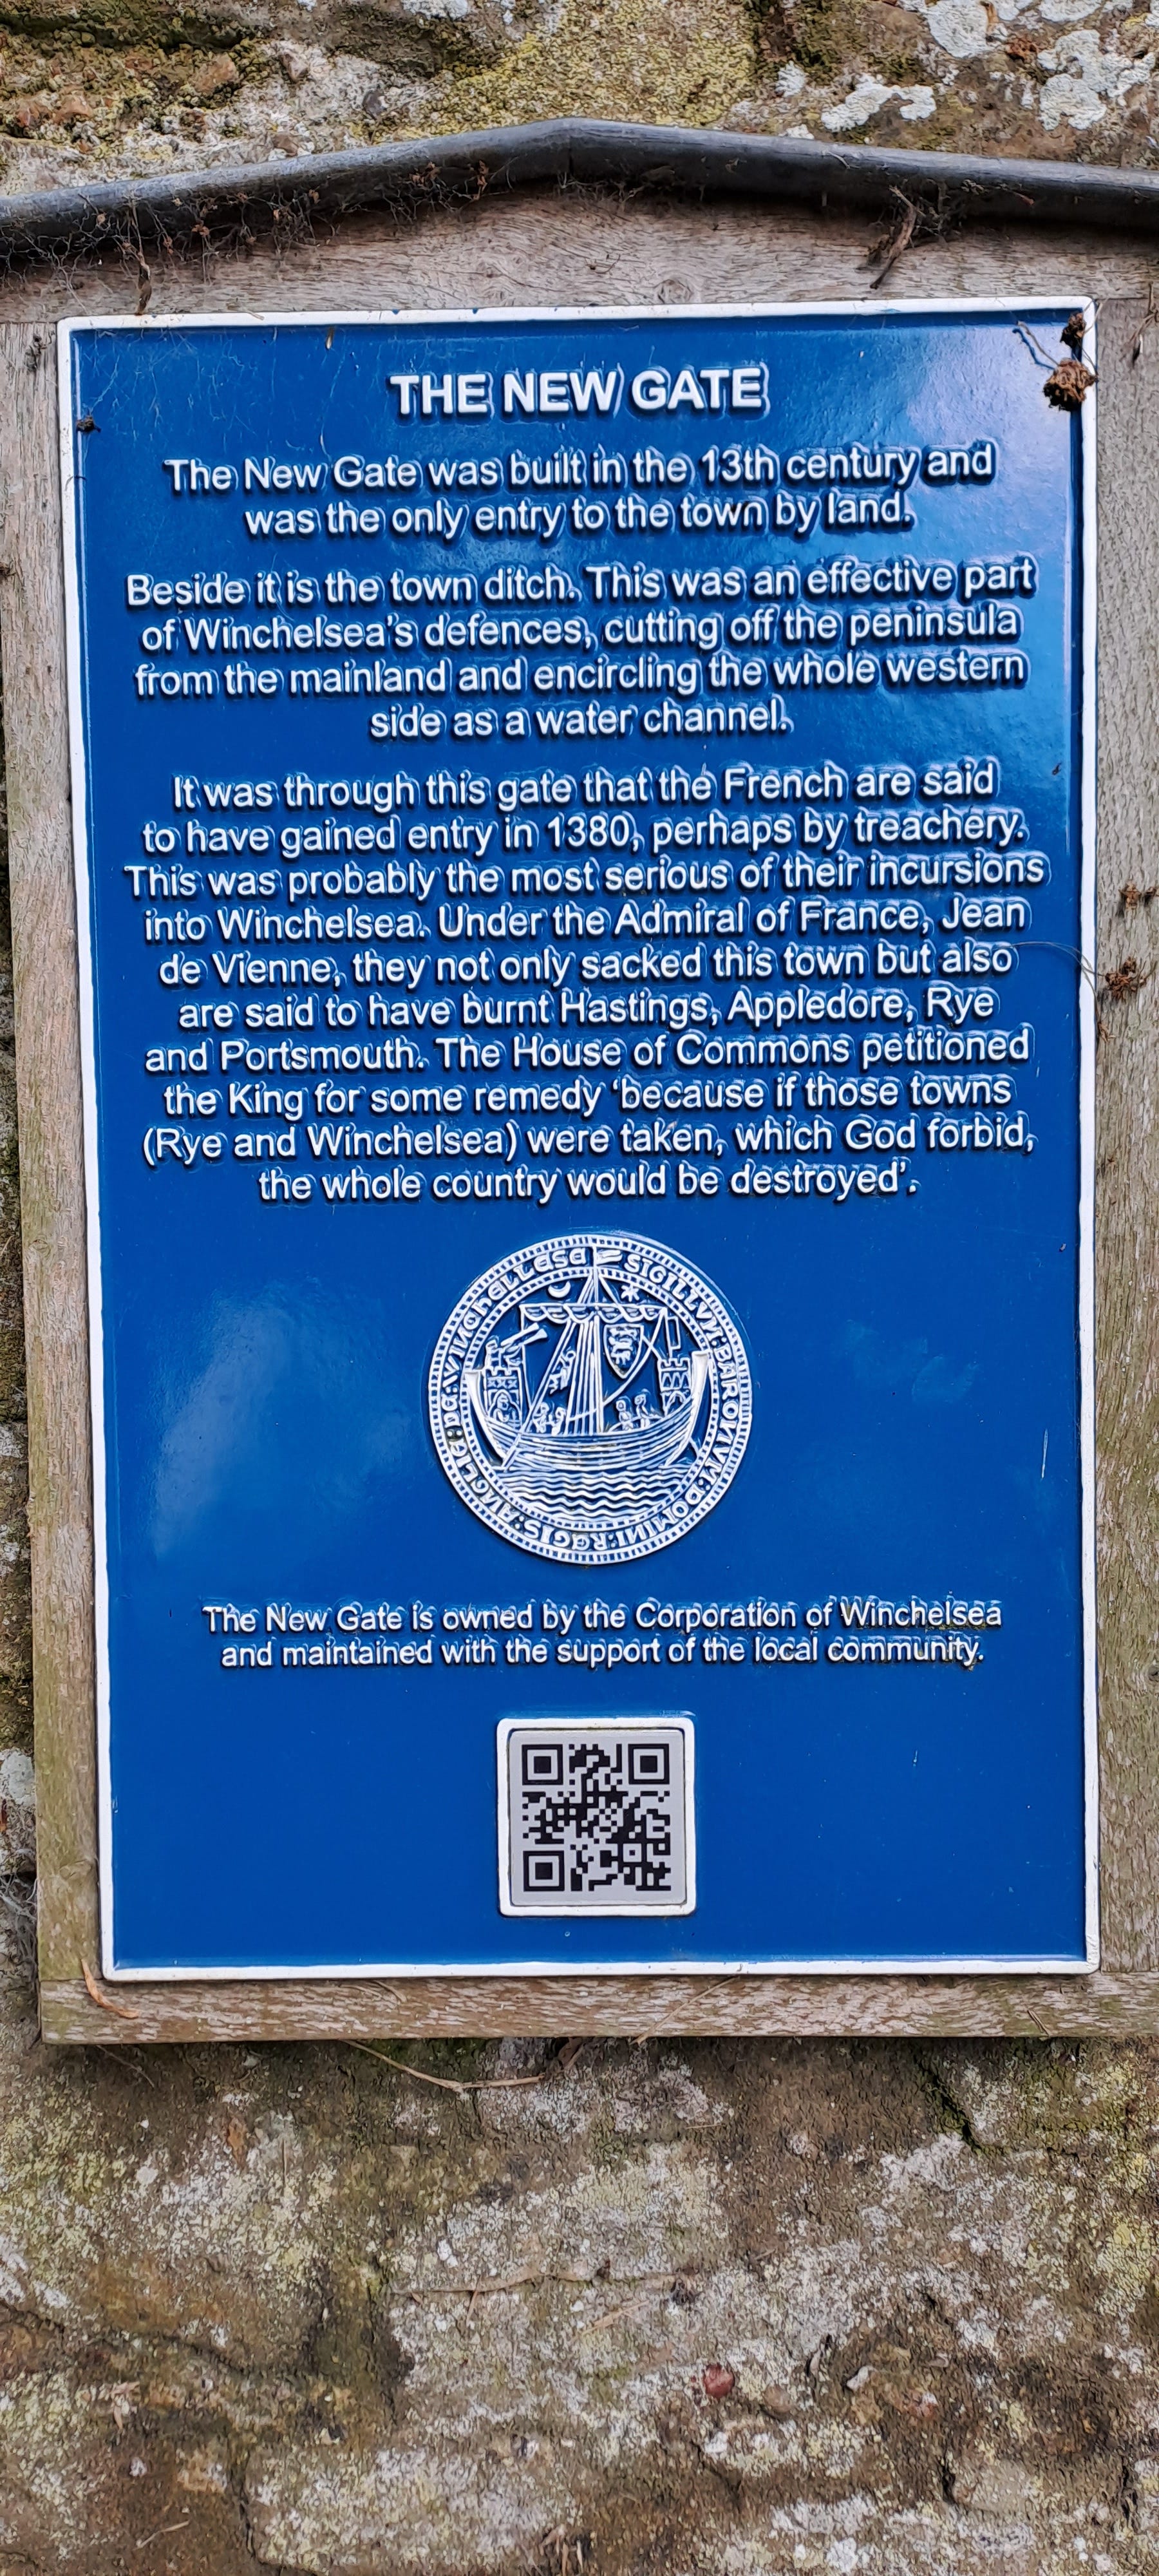 THE NEW GATE
The New Gate was built in the 13th century and
was the only entry to the town by land.
Beside it is the town ditch. This was an effective part
of Winchelsea's defences, cutting off the peninsula
from the mainland and encircling the whole western
side as a water channel.
It was through this gate that the French are said
to have gained entry in 1380, perhaps by treachery.
This was probably the most serious of their incursions
into Winchelsea. Under the Admiral of France, Jean
de Vienne, they not only sacked this town but also
are said to have burnt Hastings, Appledore, Rye
and Portsmouth. The House of Commons petitioned
the King for some remedy 'because if those towns
(Rye and Winchelsea) were taken, which God forbid,
the whole country would be destroyed'.
SIGILLVM:BARONVM:DOMINI:REGIS:ANGLIE:DE:WINCHELLESE
The New Gate is owned by the Corporation of Winchelsea
and maintained with the support of the local community.